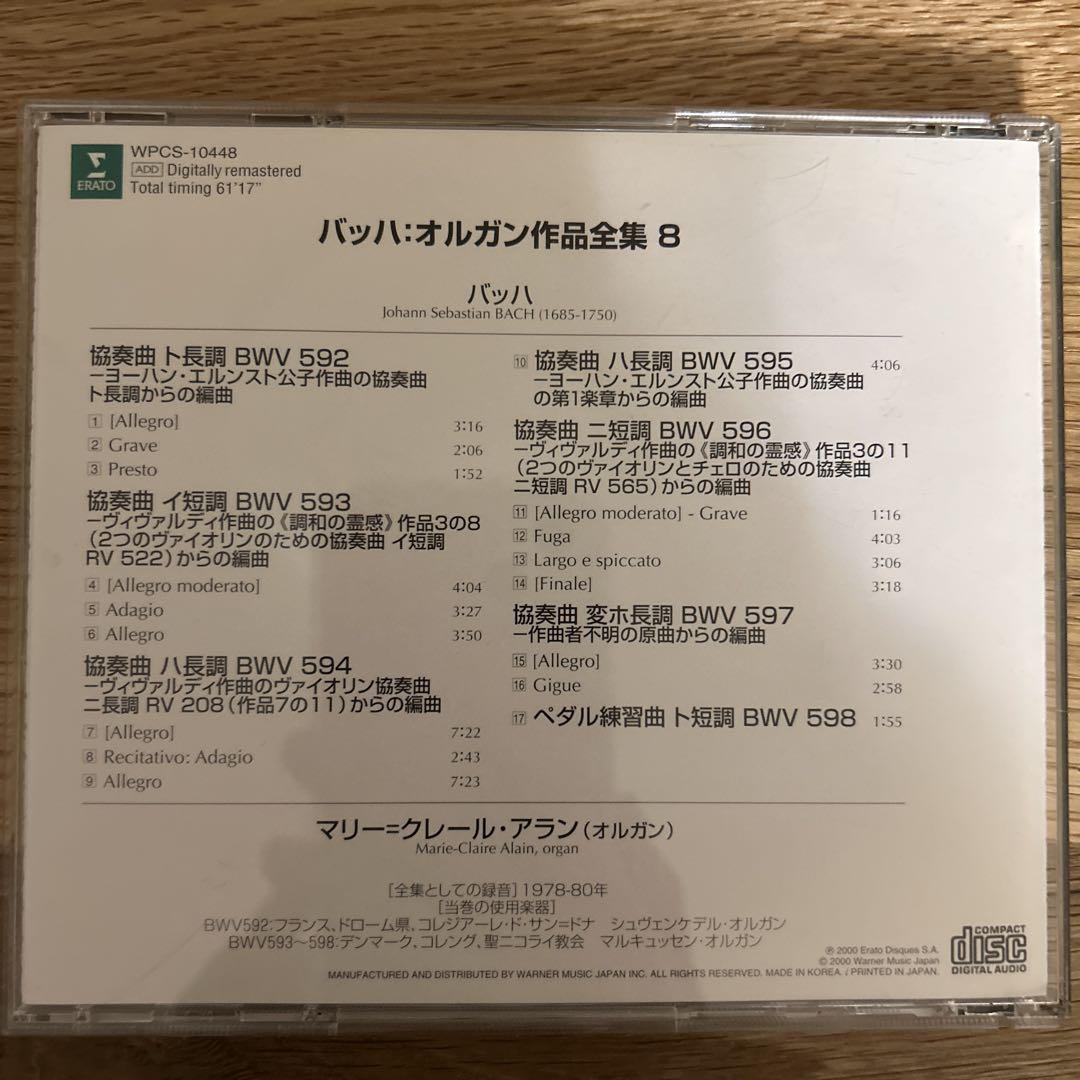 WPCS-10448
ADD Digitally remastered
Total timing 61'17"
ERATO
バッハ:オルガン作品全集 8
バッハ
Johann Sebastian BACH (1685-1750)
協奏曲 ト長調 BWV 592
–ヨーハン・エルンスト公子作曲の協奏曲
ト長調からの編曲
1 [Allegro] 3:16
2 Grave 2:06
3 Presto 1:52
協奏曲 イ短調 BWV 593
–ヴィヴァルディ作曲の《調和の霊感》作品3の8
(2つのヴァイオリンのための協奏曲 イ短調
RV 522)からの編曲
4 [Allegro moderato] 4:04
5 Adagio 3:27
6 Allegro 3:50
協奏曲 ハ長調 BWV 594
–ヴィヴァルディ作曲のヴァイオリン協奏曲
ニ長調 RV 208(作品7の11)からの編曲
7 [Allegro] 7:22
8 Recitativo: Adagio 2:43
9 Allegro 7:23
10 協奏曲 ハ長調 BWV 595 4:06
–ヨーハン・エルンスト公子作曲の協奏曲
の第1楽章からの編曲
協奏曲 ニ短調 BWV 596
–ヴィヴァルディ作曲の《調和の霊感》作品3の11
(2つのヴァイオリンとチェロのための協奏曲
ニ短調 RV 565)からの編曲
11 [Allegro moderato] - Grave 1:16
12 Fuga 4:03
13 Largo e spiccato 3:06
14 [Finale] 3:18
協奏曲 変ホ長調 BWV 597
–作曲者不明の原曲からの編曲
15 [Allegro] 3:30
16 Gigue 2:58
17 ペダル練習曲 ト短調 BWV 598 1:55
マリー=クレール・アラン(オルガン)
Marie-Claire Alain, organ
[全集としての録音]1978-80年
[当巻の使用楽器]
BWV592:フランス、ドローム県、コレジアーレ・ド・サン=ドナ シュヴェンケデル・オルガン
BWV593〜598:デンマーク、コレング、聖ニコライ教会 マルキュッセン・オルガン
℗ 2000 Erato Disques S.A.
© 2000 Warner Music Japan
MANUFACTURED AND DISTRIBUTED BY WARNER MUSIC JAPAN INC. ALL RIGHTS RESERVED. MADE IN KOREA. / PRINTED IN JAPAN.
COMPACT
disc
DIGITAL AUDIO